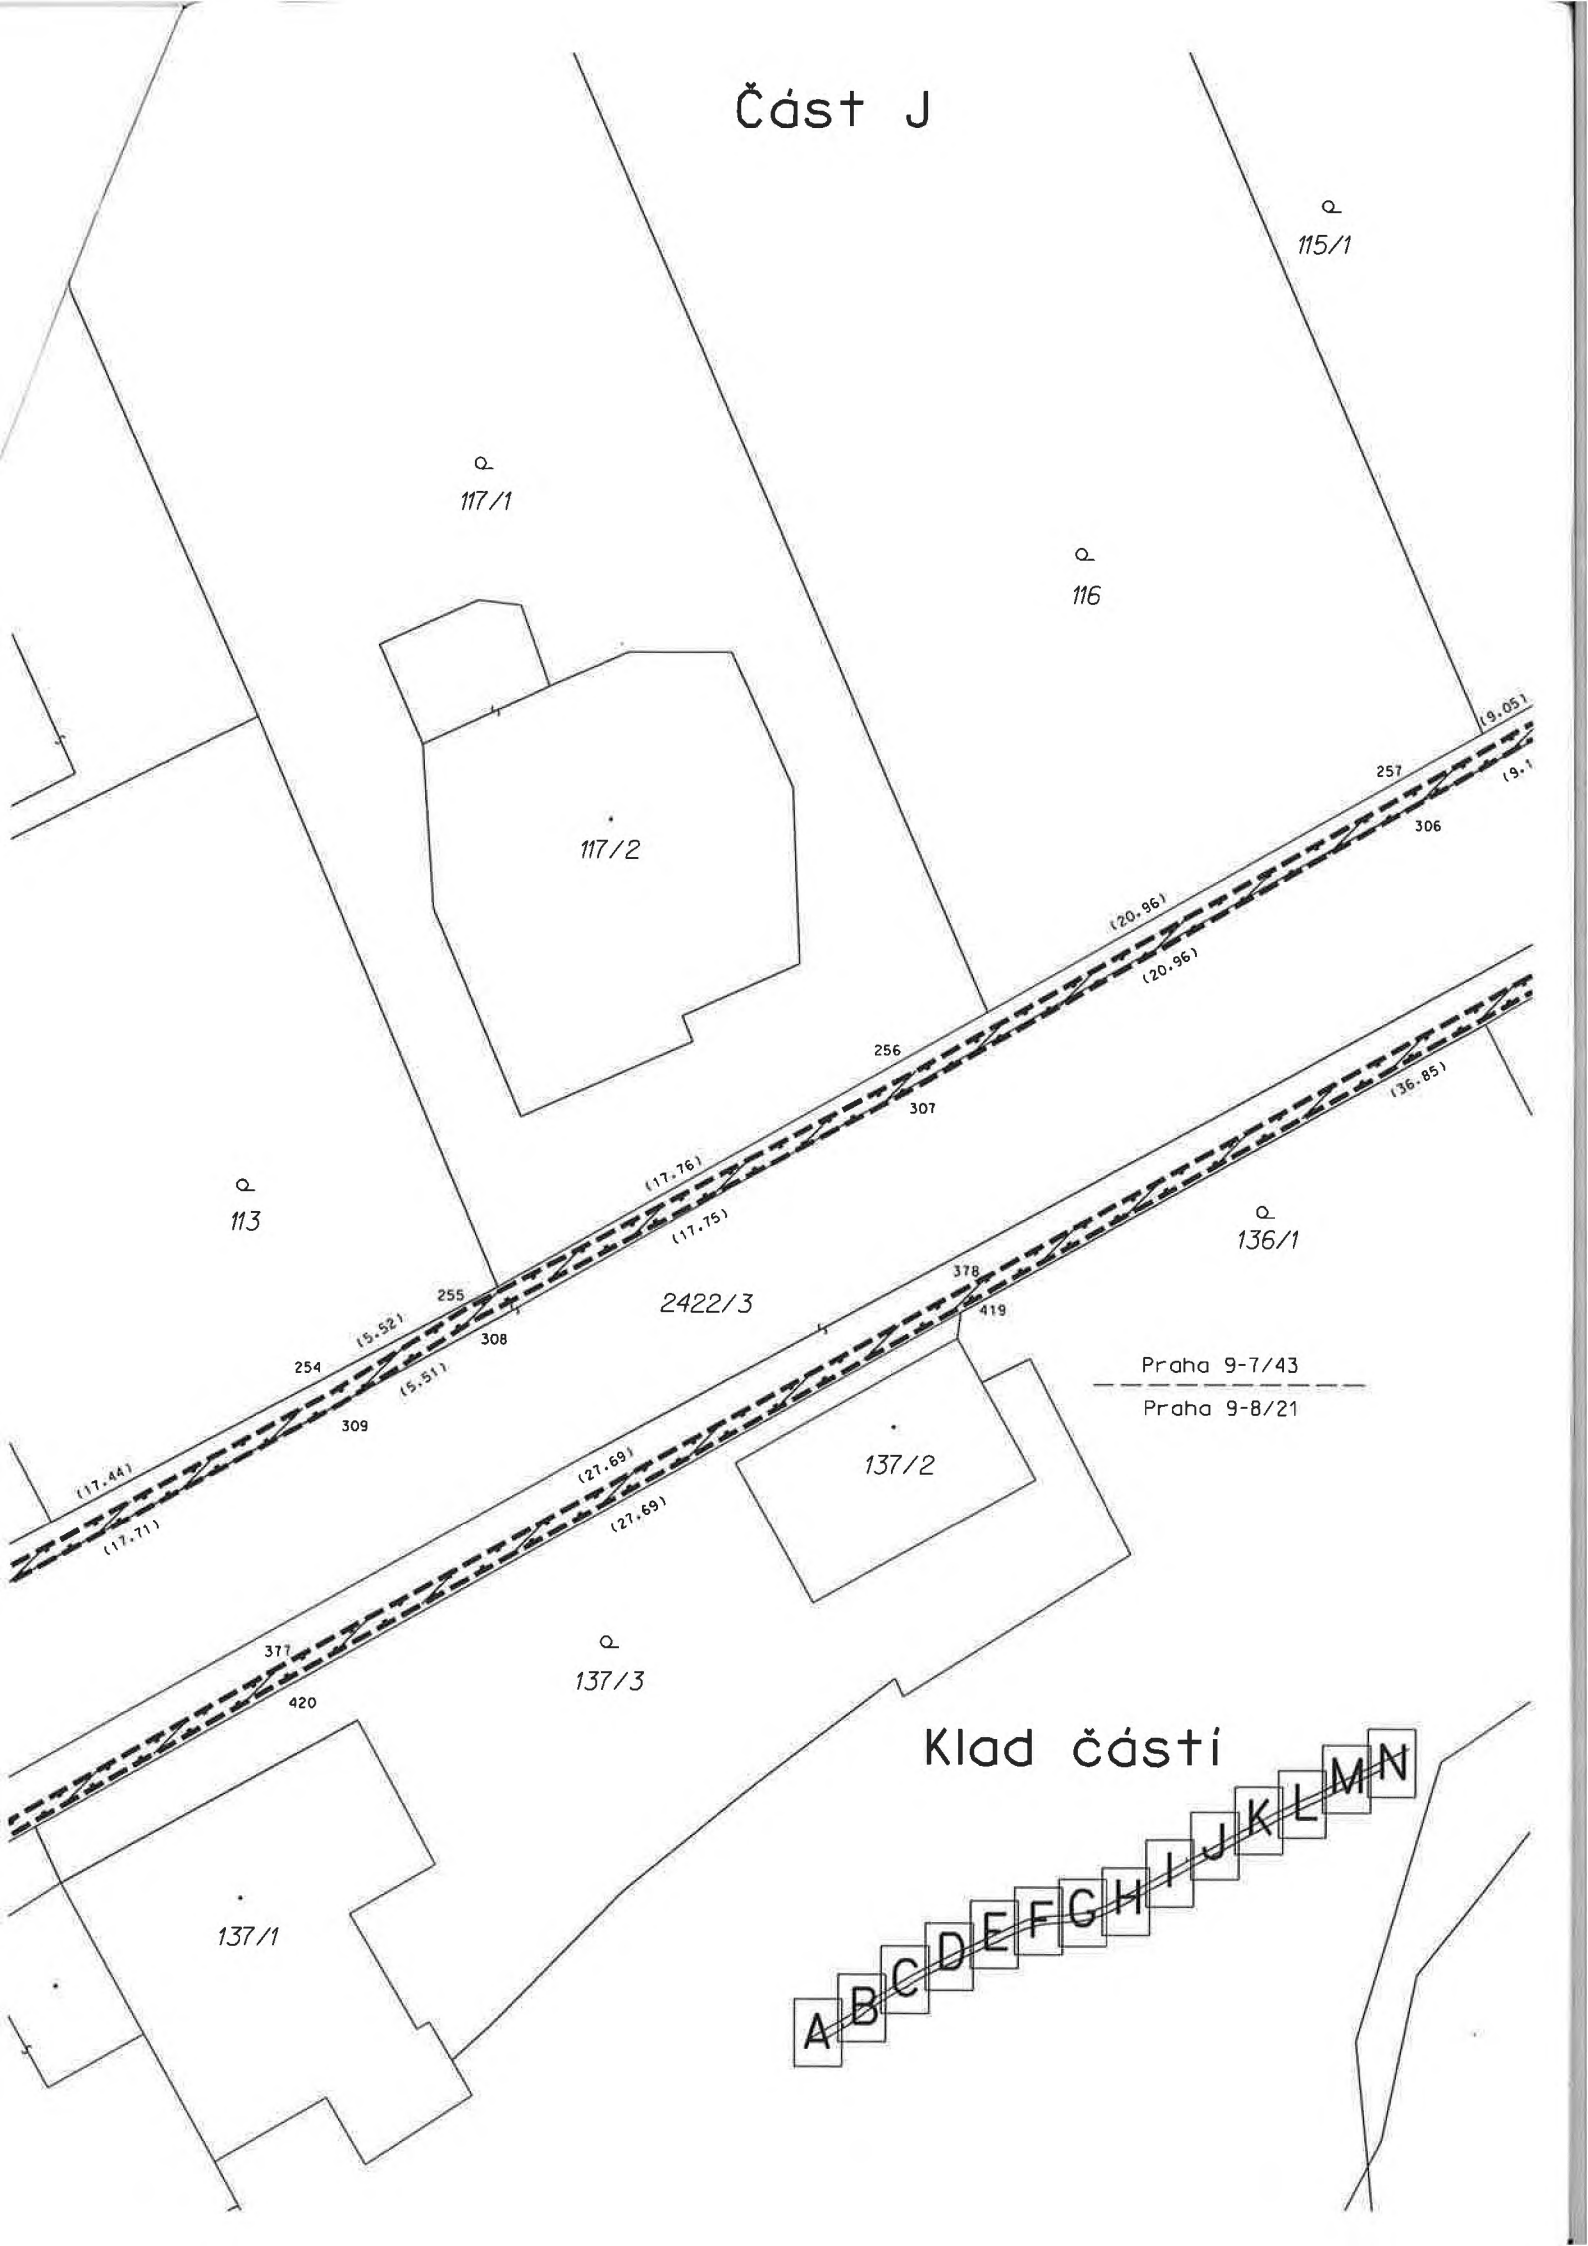 Část J
115/1
117/1
116
(9.05)
257
(9.1
306
117/2
(20.96)
(20.96)
256
307
(36.85)
(17.76)
(17.75)
113
136/1
378
255
2422/3
419
(5.52)
308
254
(5.51)
Praha 9-7/43
Praha 9-8/21
309
(17.44)
(27.69)
137/2
(27.69)
(17.71)
377
137/3
420
Klad částí
N
M
L
K
J
I
H
G
F
E
D
C
B
A
137/1